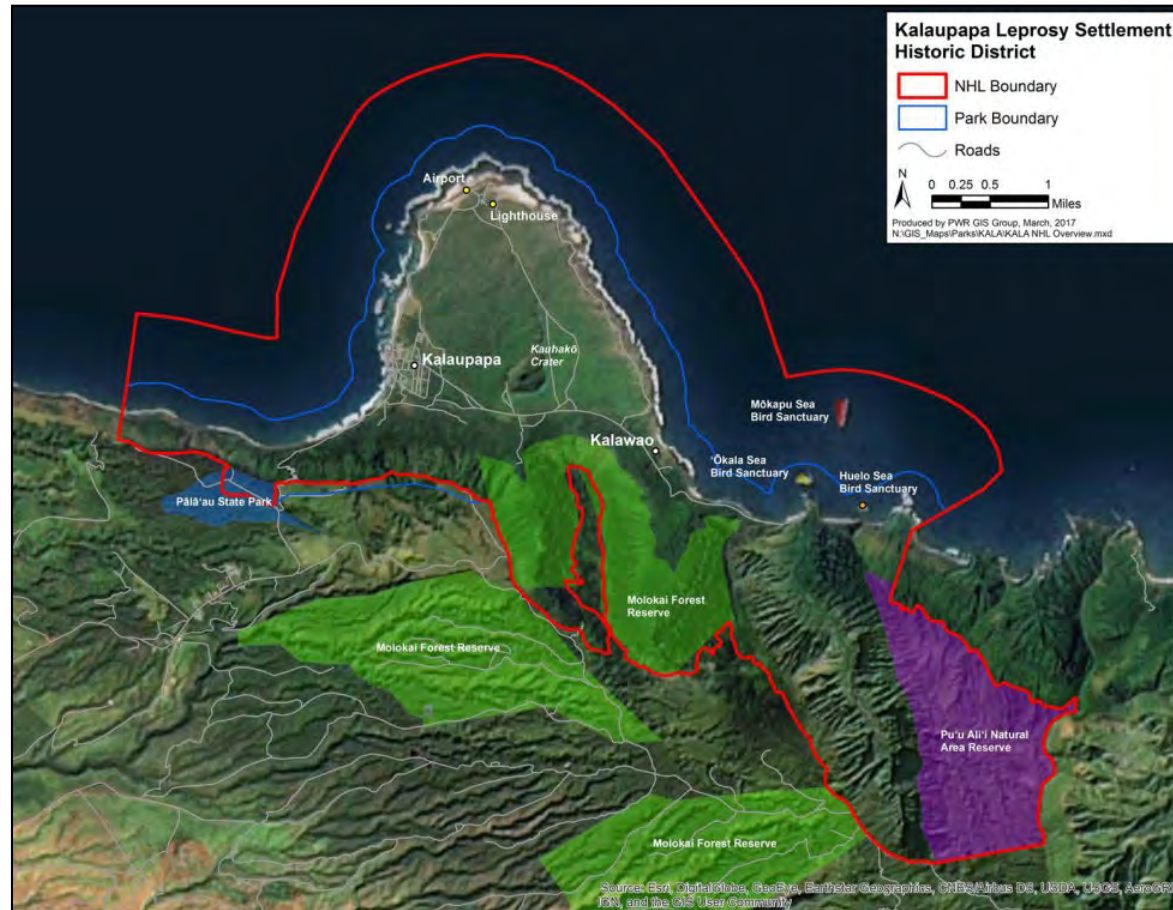 Kalaupapa Leprosy Settlement
Historic District
NHL Boundary
Park Boundary
Roads
N
0 0.25 0.5 1
Miles
Produced by PWR GIS Group, March, 2017
N:\GIS_Maps\Parks\KALA\KALA NHL Overview.mxd
Airport
Lighthouse
Kalaupapa
Kauhakō
Crater
Mōkapu Sea
Bird Sanctuary
Kalawao
ʻŌkala Sea
Bird Sanctuary
Huelo Sea
Bird Sanctuary
Pālāʻau State Park
Molokai Forest
Reserve
Molokai Forest Reserve
Puʻu Aliʻi Natural
Area Reserve
Molokai Forest Reserve
Source: Esri, DigitalGlobe, GeoEye, Earthstar Geographics, CNES/Airbus DS, USDA, USGS, AeroGRI
IGN, and the GIS User Community